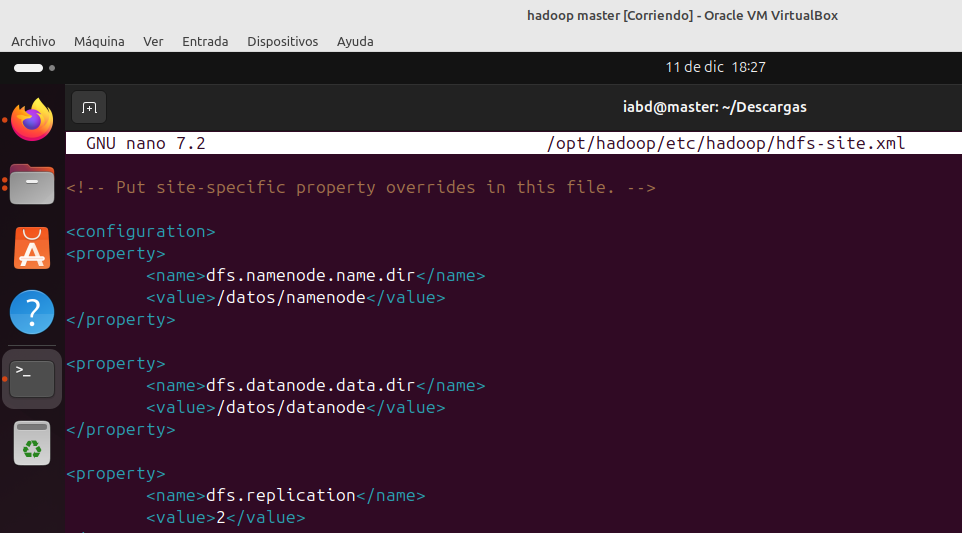 hadoop master [Corriendo] - Oracle VM VirtualBox
Archivo Máquina Ver Entrada Dispositivos Ayuda
11 de dic 18:27
iabd@master: ~/Descargas
GNU nano 7.2 /opt/hadoop/etc/hadoop/hdfs-site.xml
<!-- Put site-specific property overrides in this file. -->
<configuration>
<property>
<name>dfs.namenode.name.dir</name>
<value>/datos/namenode</value>
</property>
<property>
<name>dfs.datanode.data.dir</name>
<value>/datos/datanode</value>
</property>
<property>
<name>dfs.replication</name>
<value>2</value>